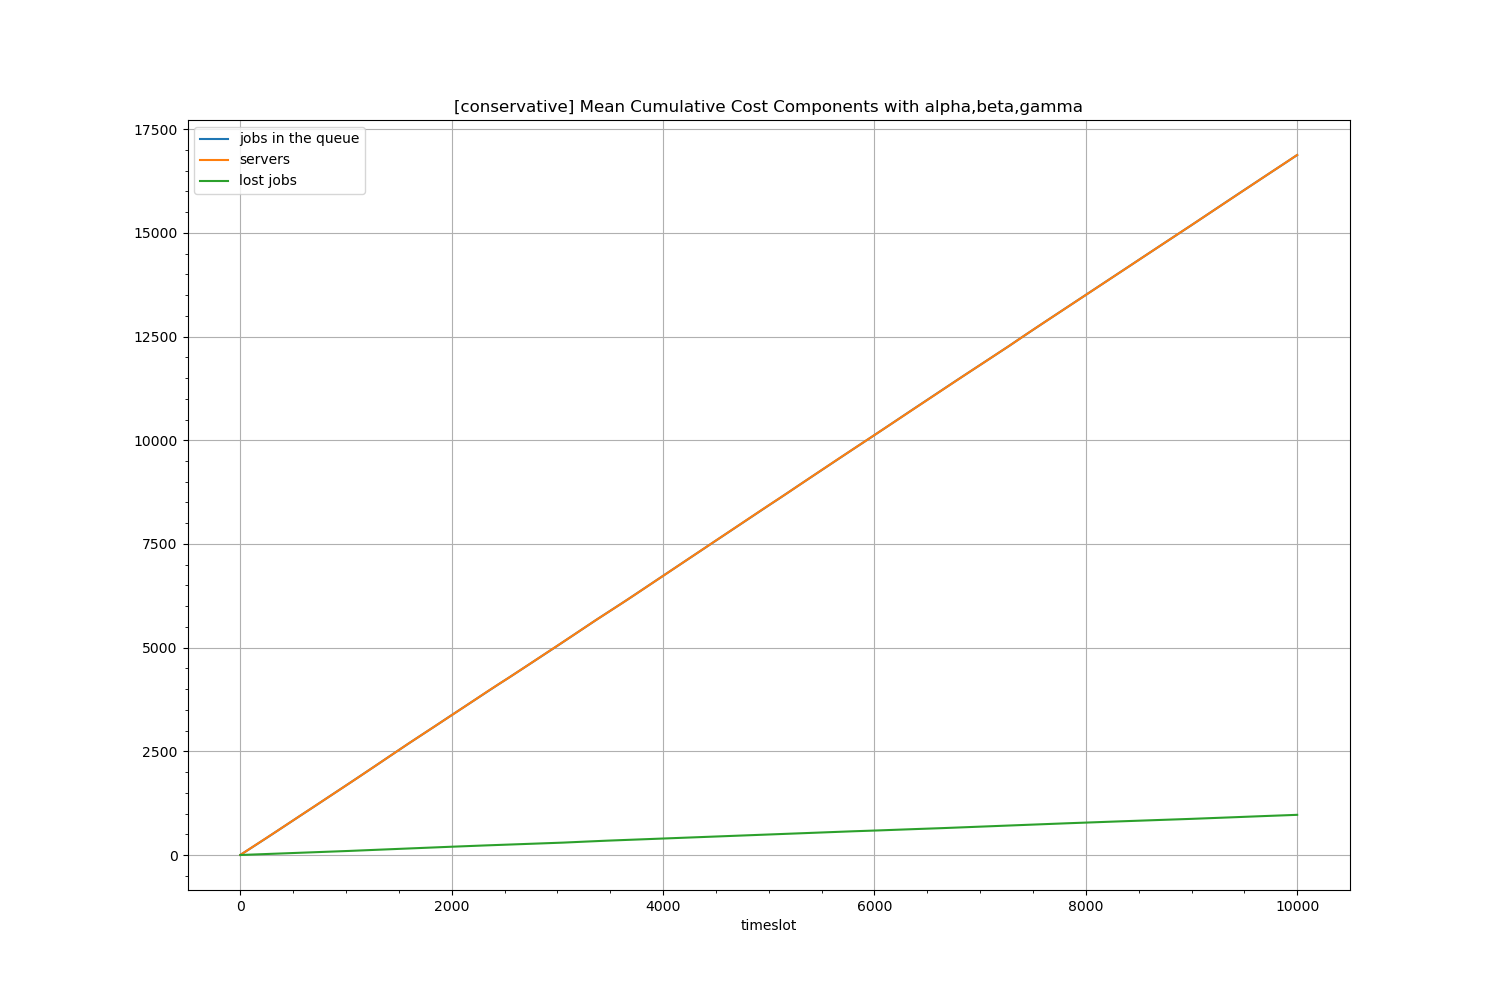 [conservative] Mean Cumulative Cost Components with alpha,beta,gamma
17500
15000
12500
10000
7500
5000
2500
0
jobs in the queue
servers
lost jobs
0 2000 4000 6000 8000 10000
timeslot